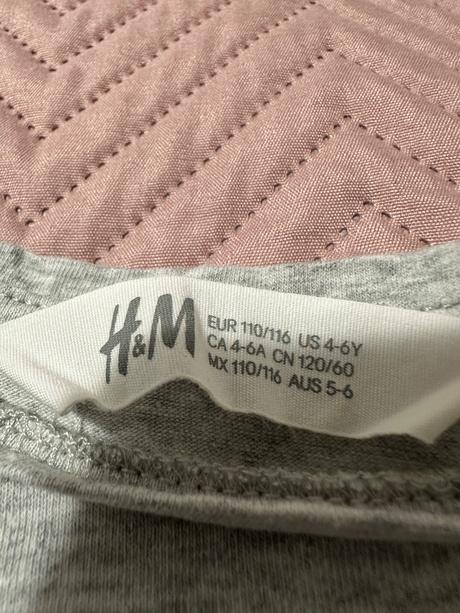 H&M
EUR 110/116 US 4-6Y
CA 4-6A CN 120/60
MX 110/116 AUS 5-6